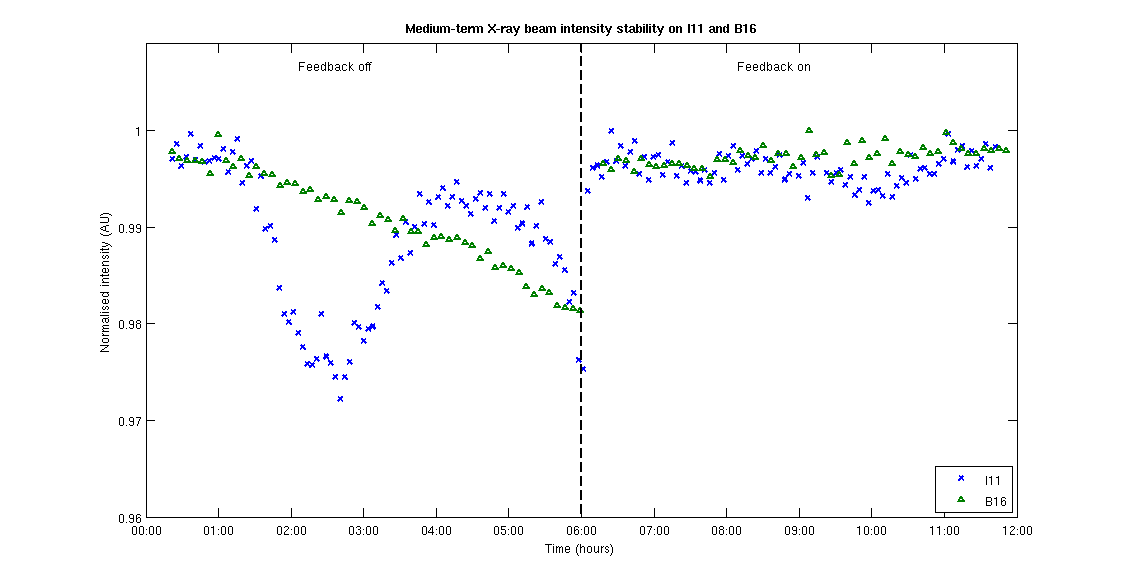 Medium-term X-ray beam intensity stability on I11 and B16
Feedback off
Feedback on
1
0.99
0.98
0.97
0.96
Normalised intensity (AU)
I11
B16
00:00 01:00 02:00 03:00 04:00 05:00 06:00 07:00 08:00 09:00 10:00 11:00 12:00
Time (hours)